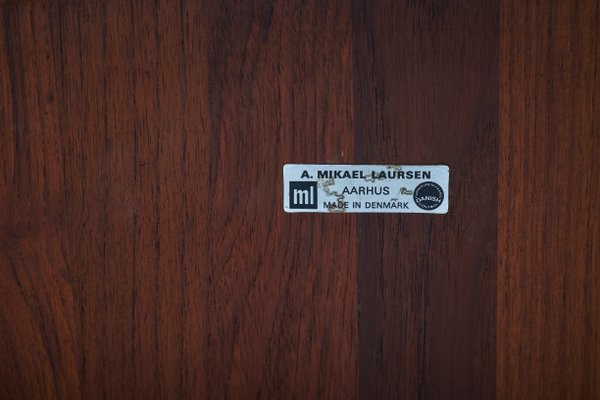 A. MIKAEL LAURSEN
ml
AARHUS
MADE IN DENMARK
DANISH